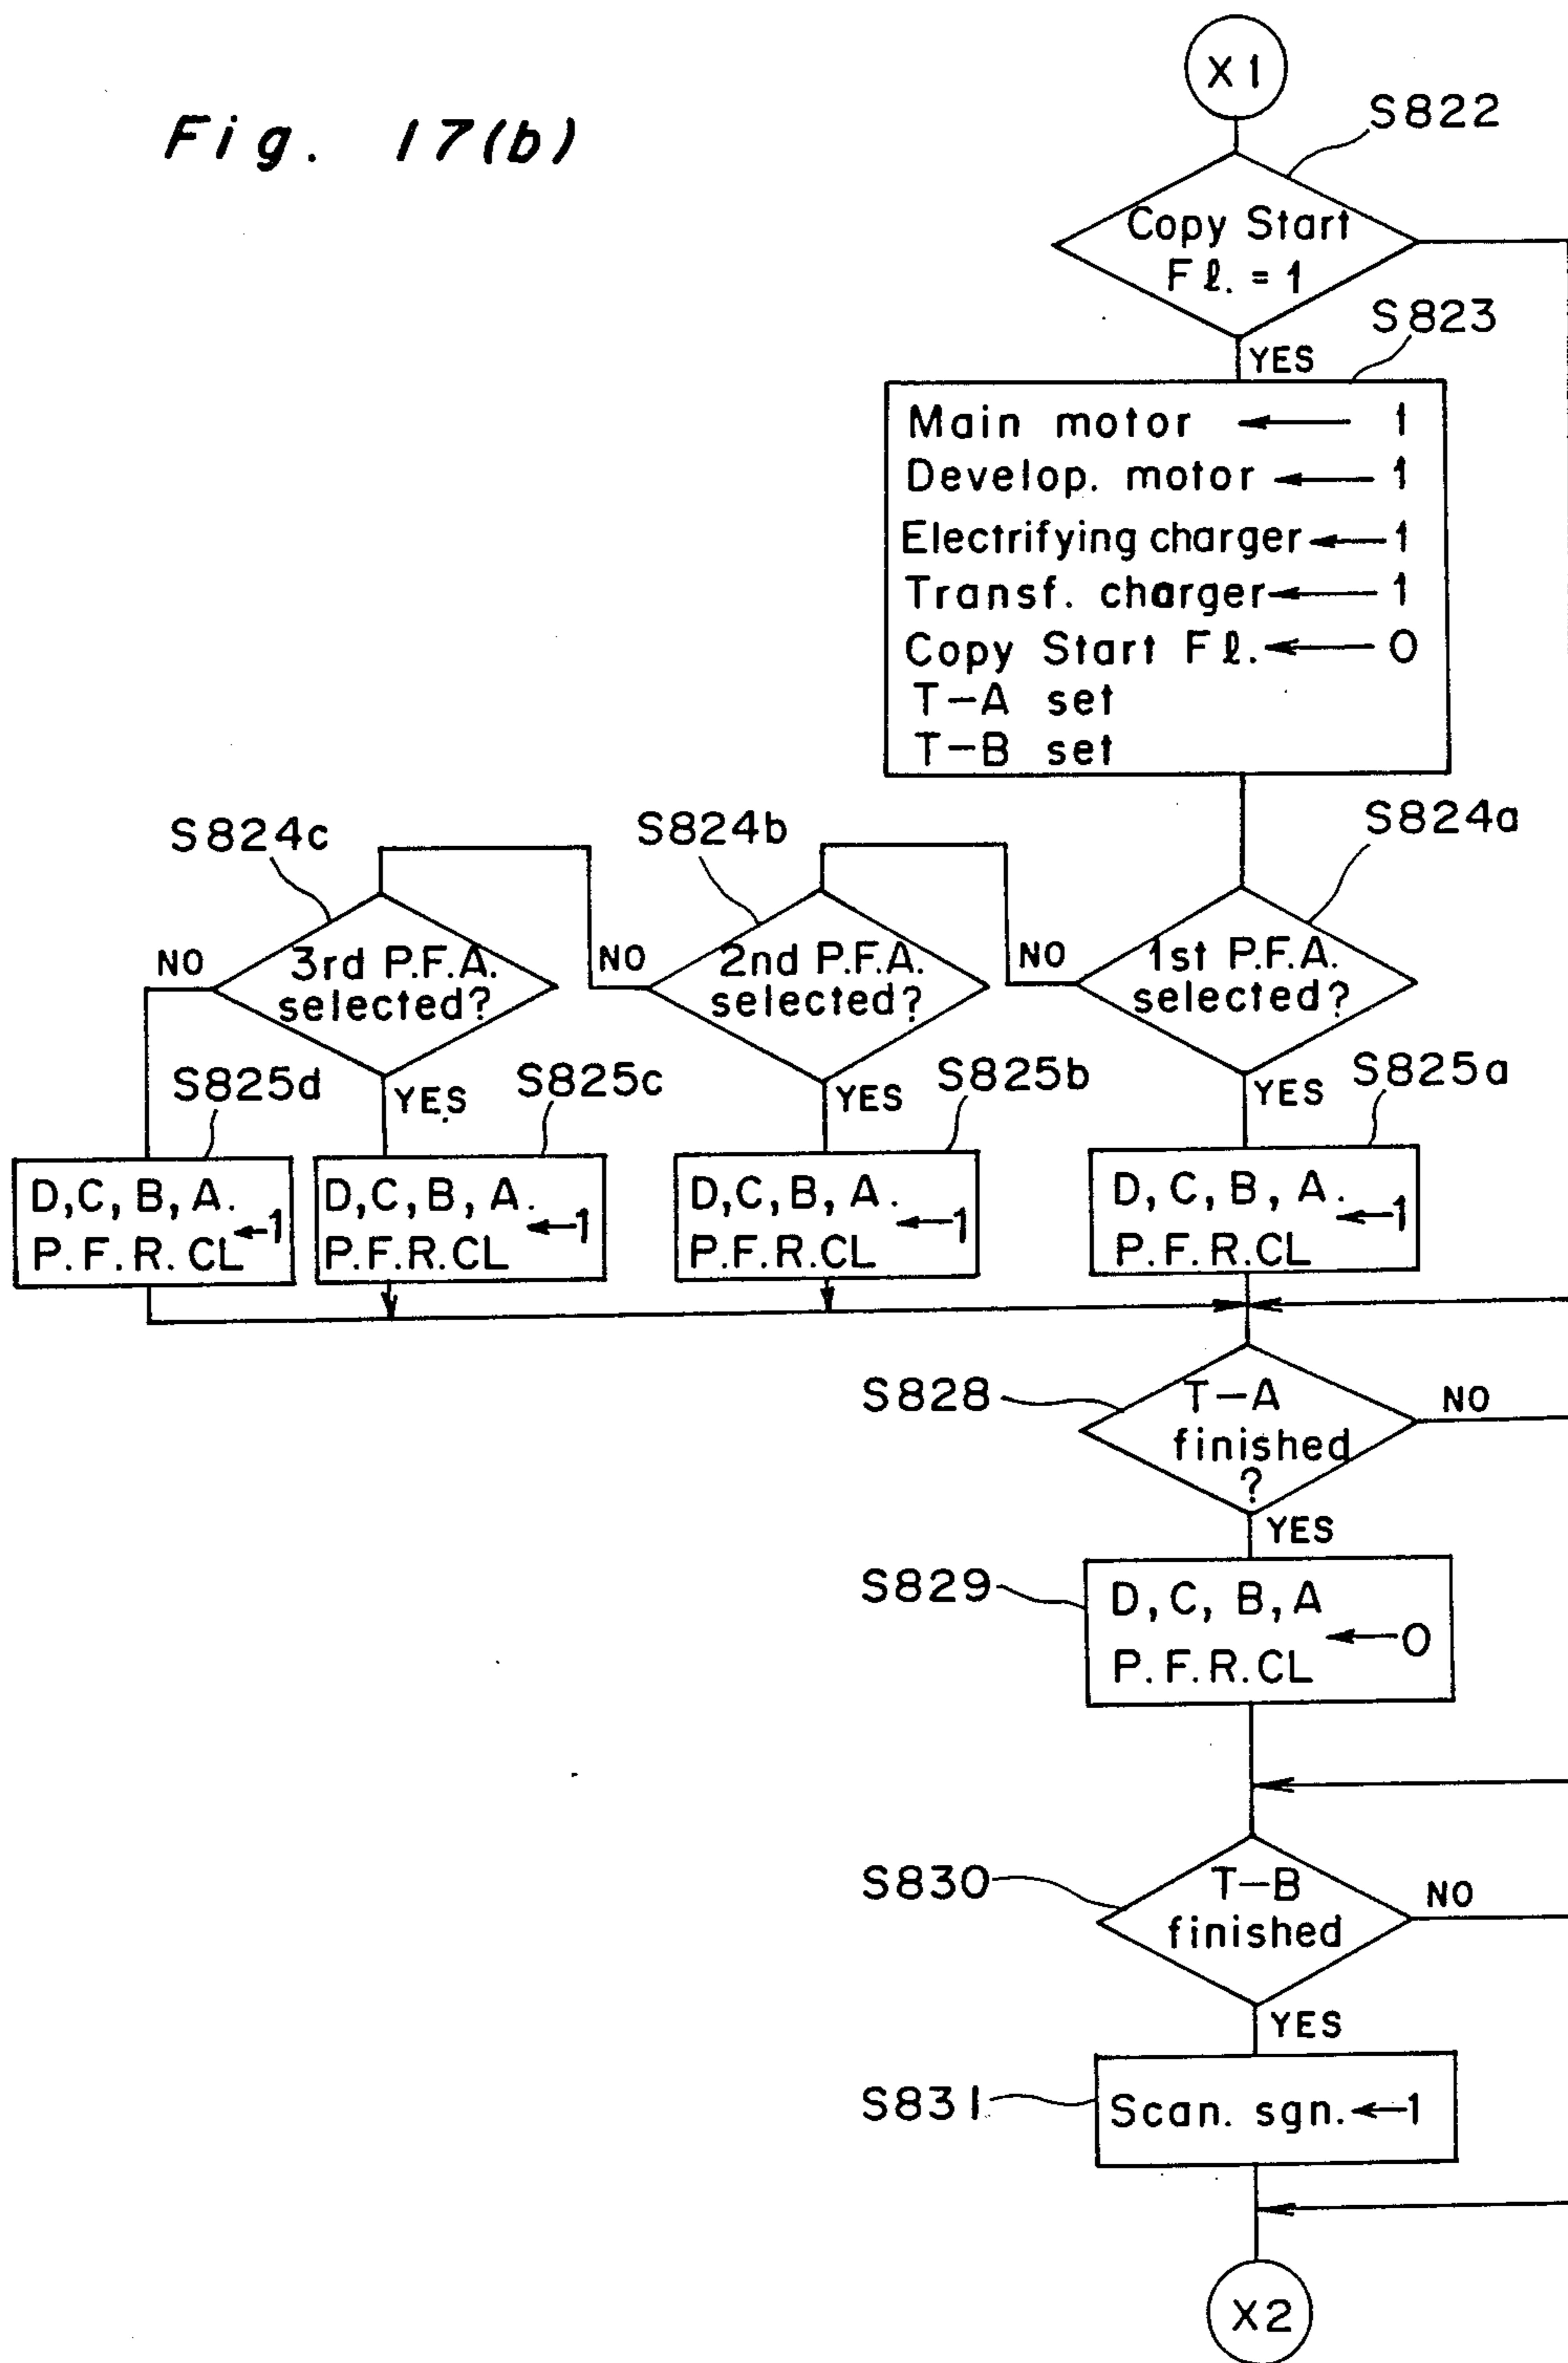 Fig. 17(b)
X1
S822
Copy Start
Fℓ. = 1
S823
YES
Main motor ← 1
Develop. motor ← 1
Electrifying charger ← 1
Transf. charger ← 1
Copy Start Fℓ. ← 0
T-A set
T-B set
S824c
S824b
S824a
NO
3rd P.F.A.
selected?
NO
2nd P.F.A.
selected?
NO
1st P.F.A.
selected?
S825d
YES
S825c
YES
S825b
YES
S825a
D,C,B,A.
P.F.R.CL ←1
D,C,B,A.
P.F.R.CL ←1
D,C,B,A.
P.F.R.CL ←1
D,C,B,A.
P.F.R.CL ←1
S828
T-A
finished
?
NO
YES
S829
D,C,B,A
P.F.R.CL ←0
S830
T-B
finished
NO
YES
S831
Scan. sgn.←1
X2